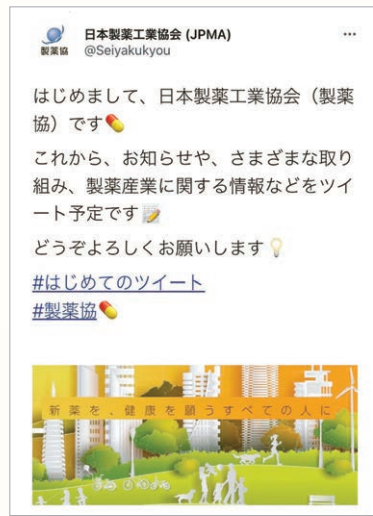 日本製薬工業協会 (JPMA)
製薬協
@Seiyakukyou
はじめまして、日本製薬工業協会（製薬
協）です💊
これから、お知らせや、さまざまな取り
組み、製薬産業に関する情報などをツイ
ート予定です📝
どうぞよろしくお願いします💡
#はじめてのツイート
#製薬協💊
新薬を、健康を願うすべての人に